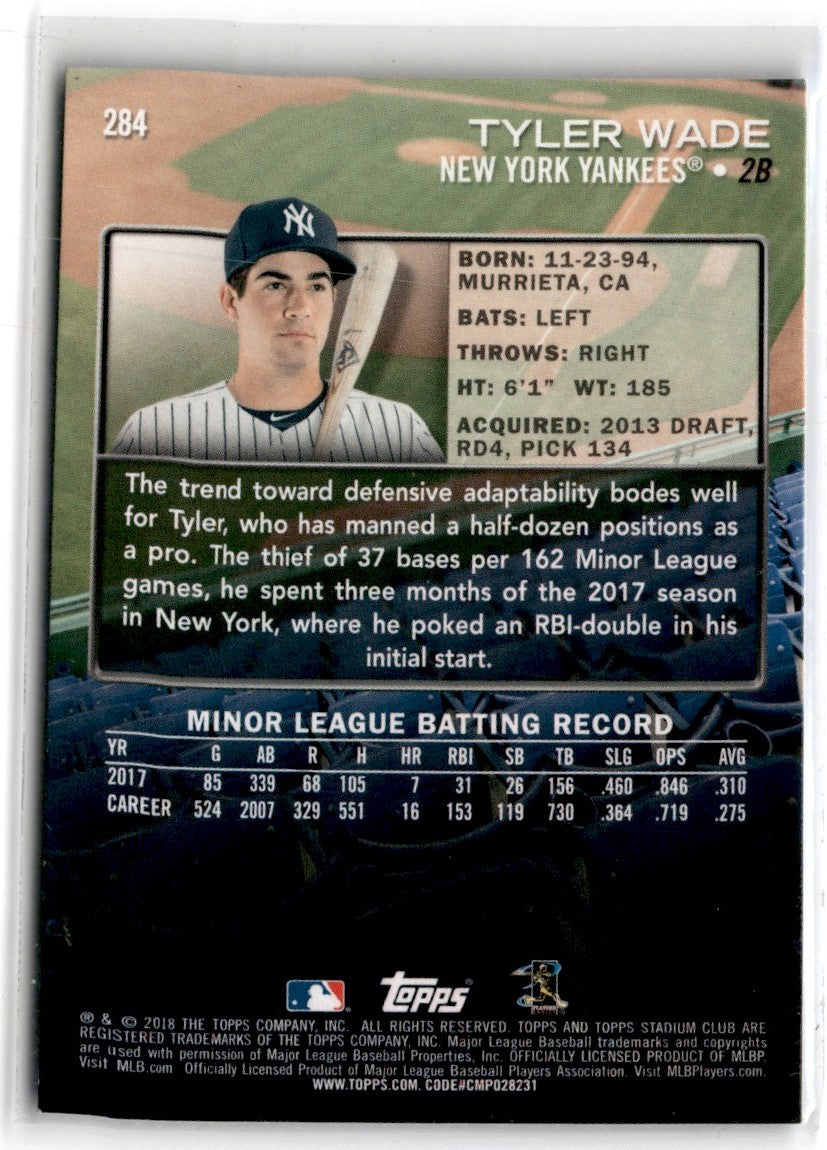 284
TYLER WADE
NEW YORK YANKEES® • 2B
NY
BORN: 11-23-94,
MURRIETA, CA
BATS: LEFT
THROWS: RIGHT
HT: 6'1" WT: 185
ACQUIRED: 2013 DRAFT,
RD4, PICK 134
The trend toward defensive adaptability bodes well
for Tyler, who has manned a half-dozen positions as
a pro. The thief of 37 bases per 162 Minor League
games, he spent three months of the 2017 season
in New York, where he poked an RBI-double in his
initial start.
MINOR LEAGUE BATTING RECORD
YR G AB R H HR RBI SB TB SLG OPS AVG
2017 85 339 68 105 7 31 26 156 .460 .846 .310
CAREER 524 2007 329 551 16 153 119 730 .364 .719 .275
topps®
® & © 2018 THE TOPPS COMPANY, INC. ALL RIGHTS RESERVED. TOPPS AND TOPPS STADIUM CLUB ARE
REGISTERED TRADEMARKS OF THE TOPPS COMPANY, INC. Major League Baseball trademarks and copyrights
are used with permission of Major League Baseball Properties, Inc. OFFICIALLY LICENSED PRODUCT OF MLBP.
Visit MLB.com Officially Licensed Product of Major League Baseball Players Association. Visit MLBPlayers.com.
WWW.TOPPS.COM. CODE#CMP028231